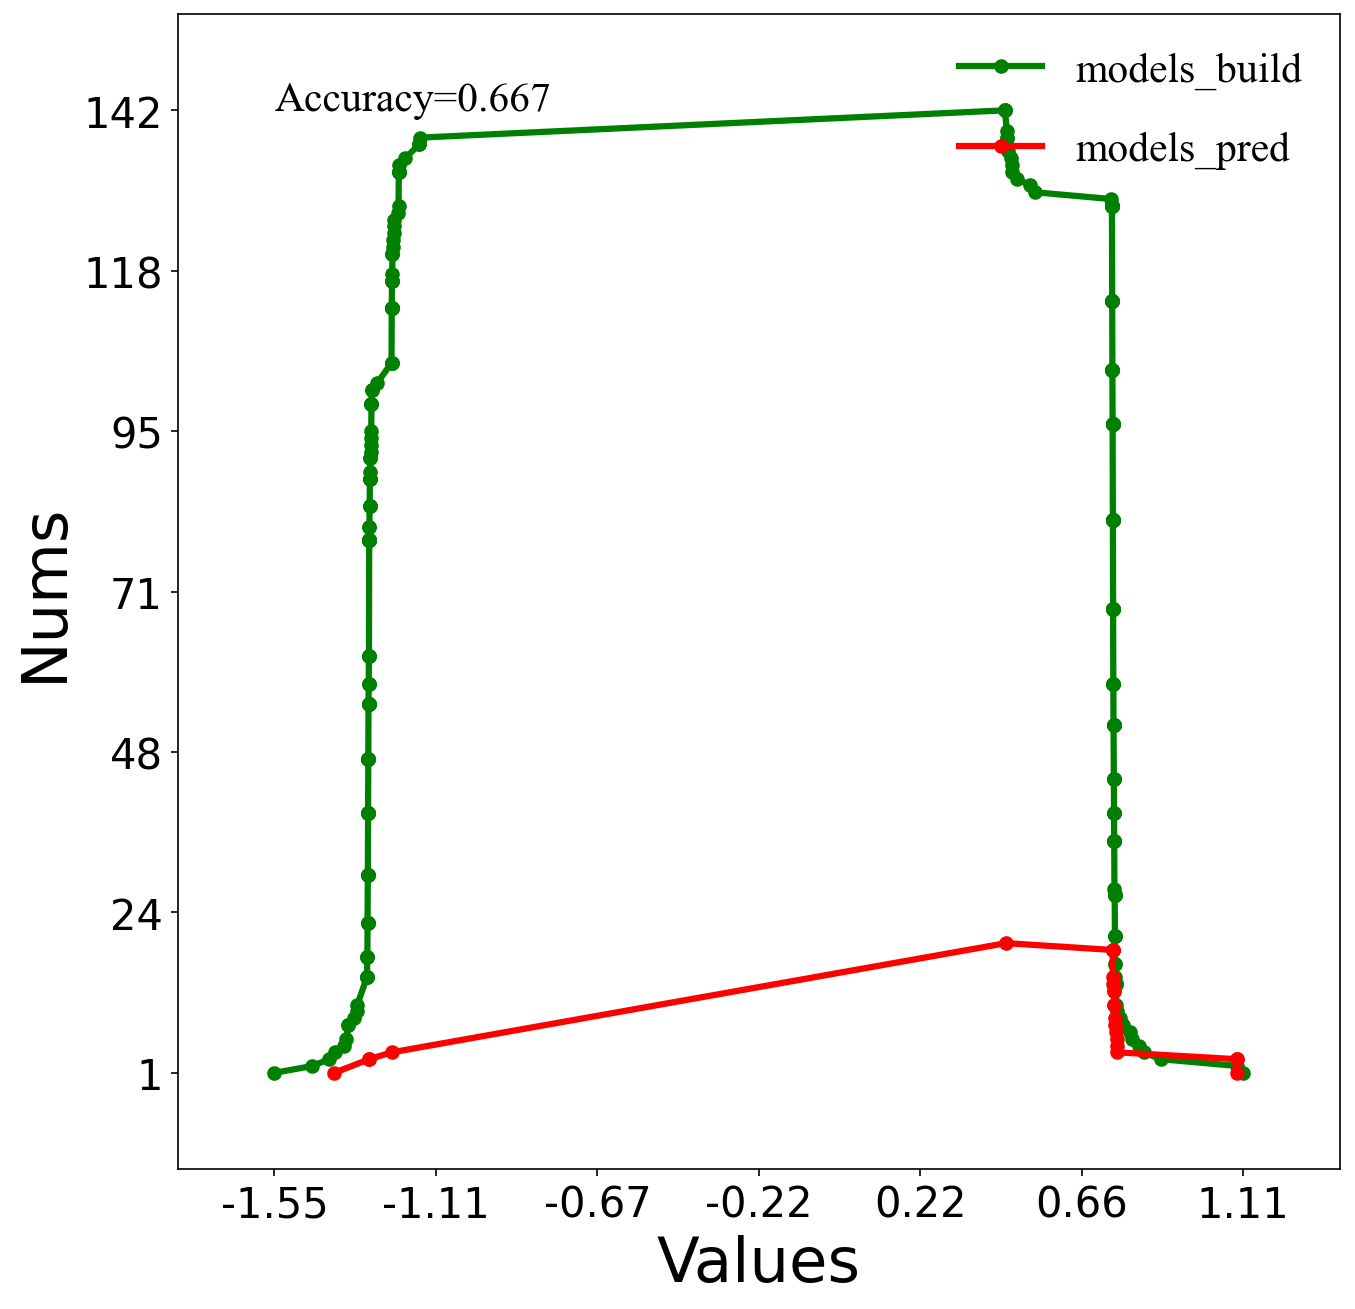 Accuracy=0.667
models_build
models_pred
142
118
95
71
48
24
1
Nums
-1.55 -1.11 -0.67 -0.22 0.22 0.66 1.11
Values